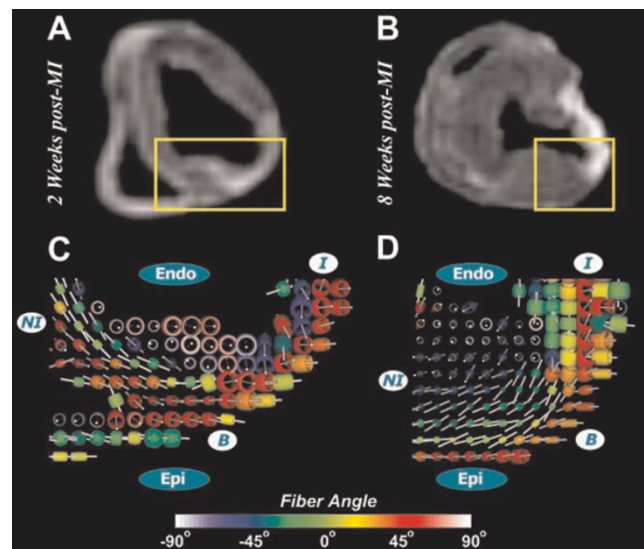 A
B
2 Weeks post-MI
8 Weeks post-MI
C
D
Endo
I
Endo
I
NI
NI
B
B
Epi
Epi
Fiber Angle
-90° -45° 0° 45° 90°